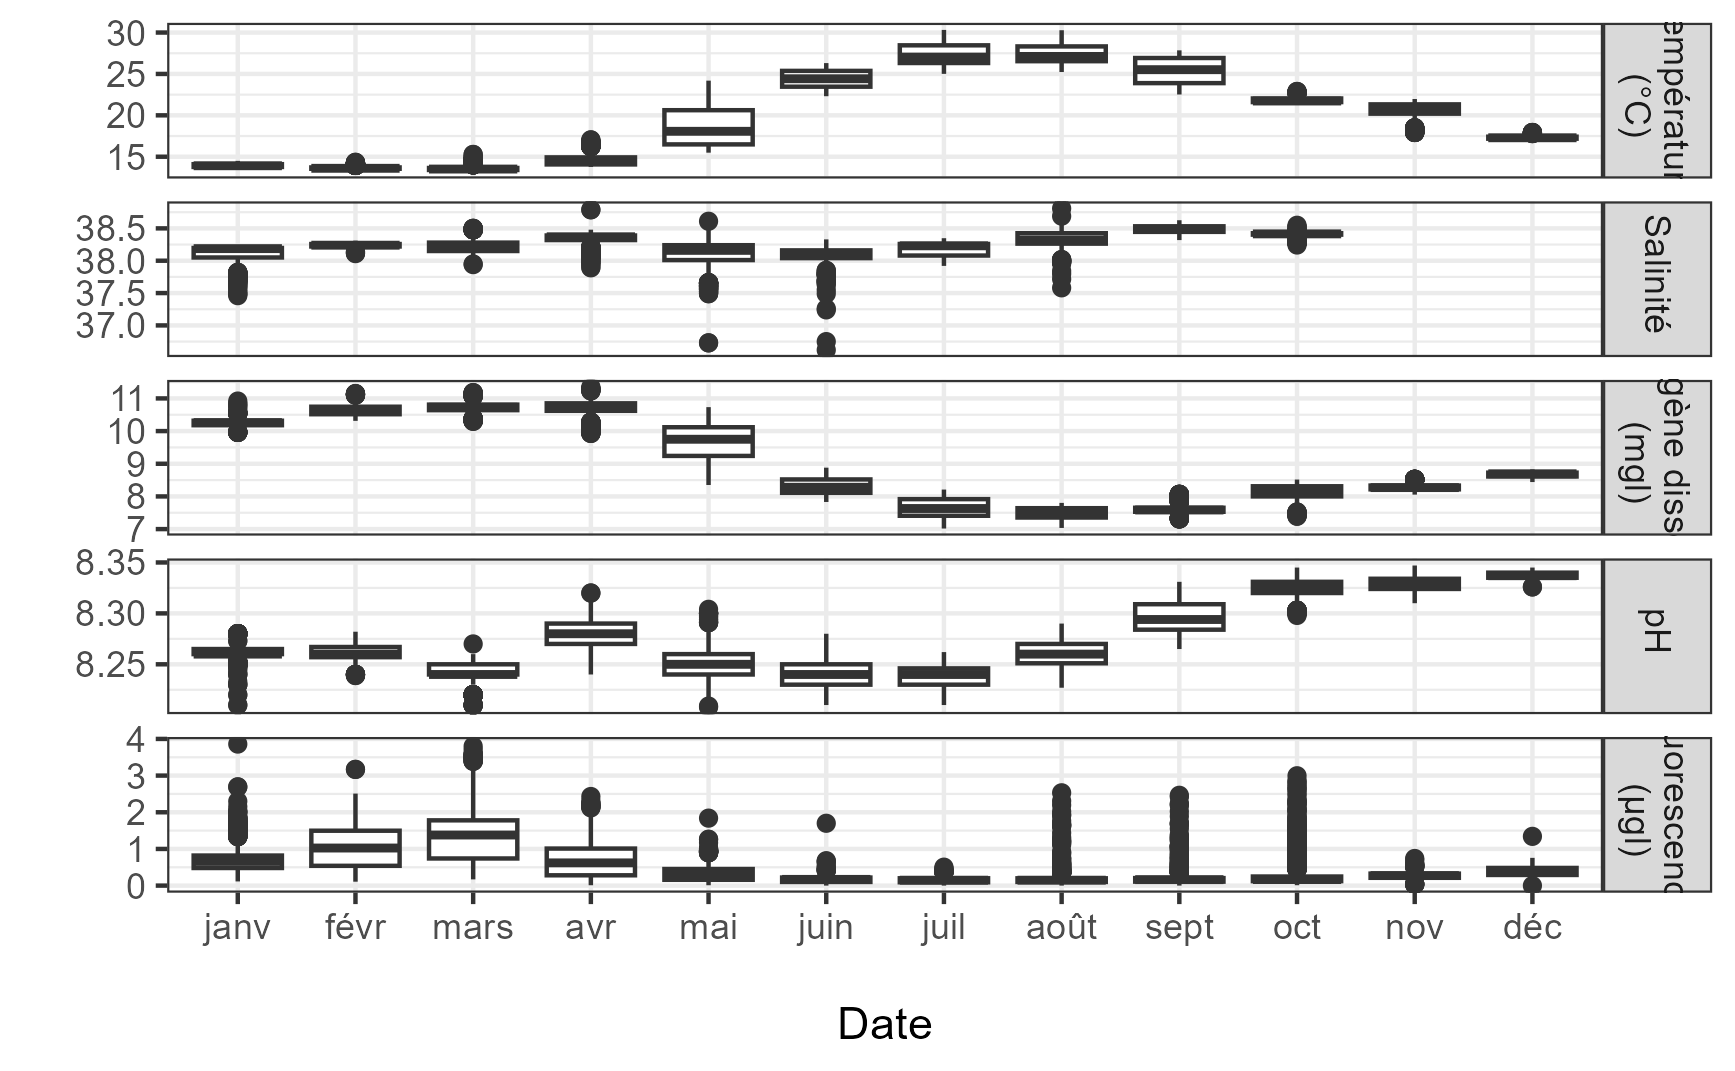 30
25
20
15
empératur
(°C)
38.5
38.0
37.5
37.0
Salinité
11
10
9
8
7
gène diss
(mgl)
8.35
8.30
8.25
pH
4
3
2
1
0
uorescenc
(µgl)
janv févr mars avr mai juin juil août sept oct nov déc
Date